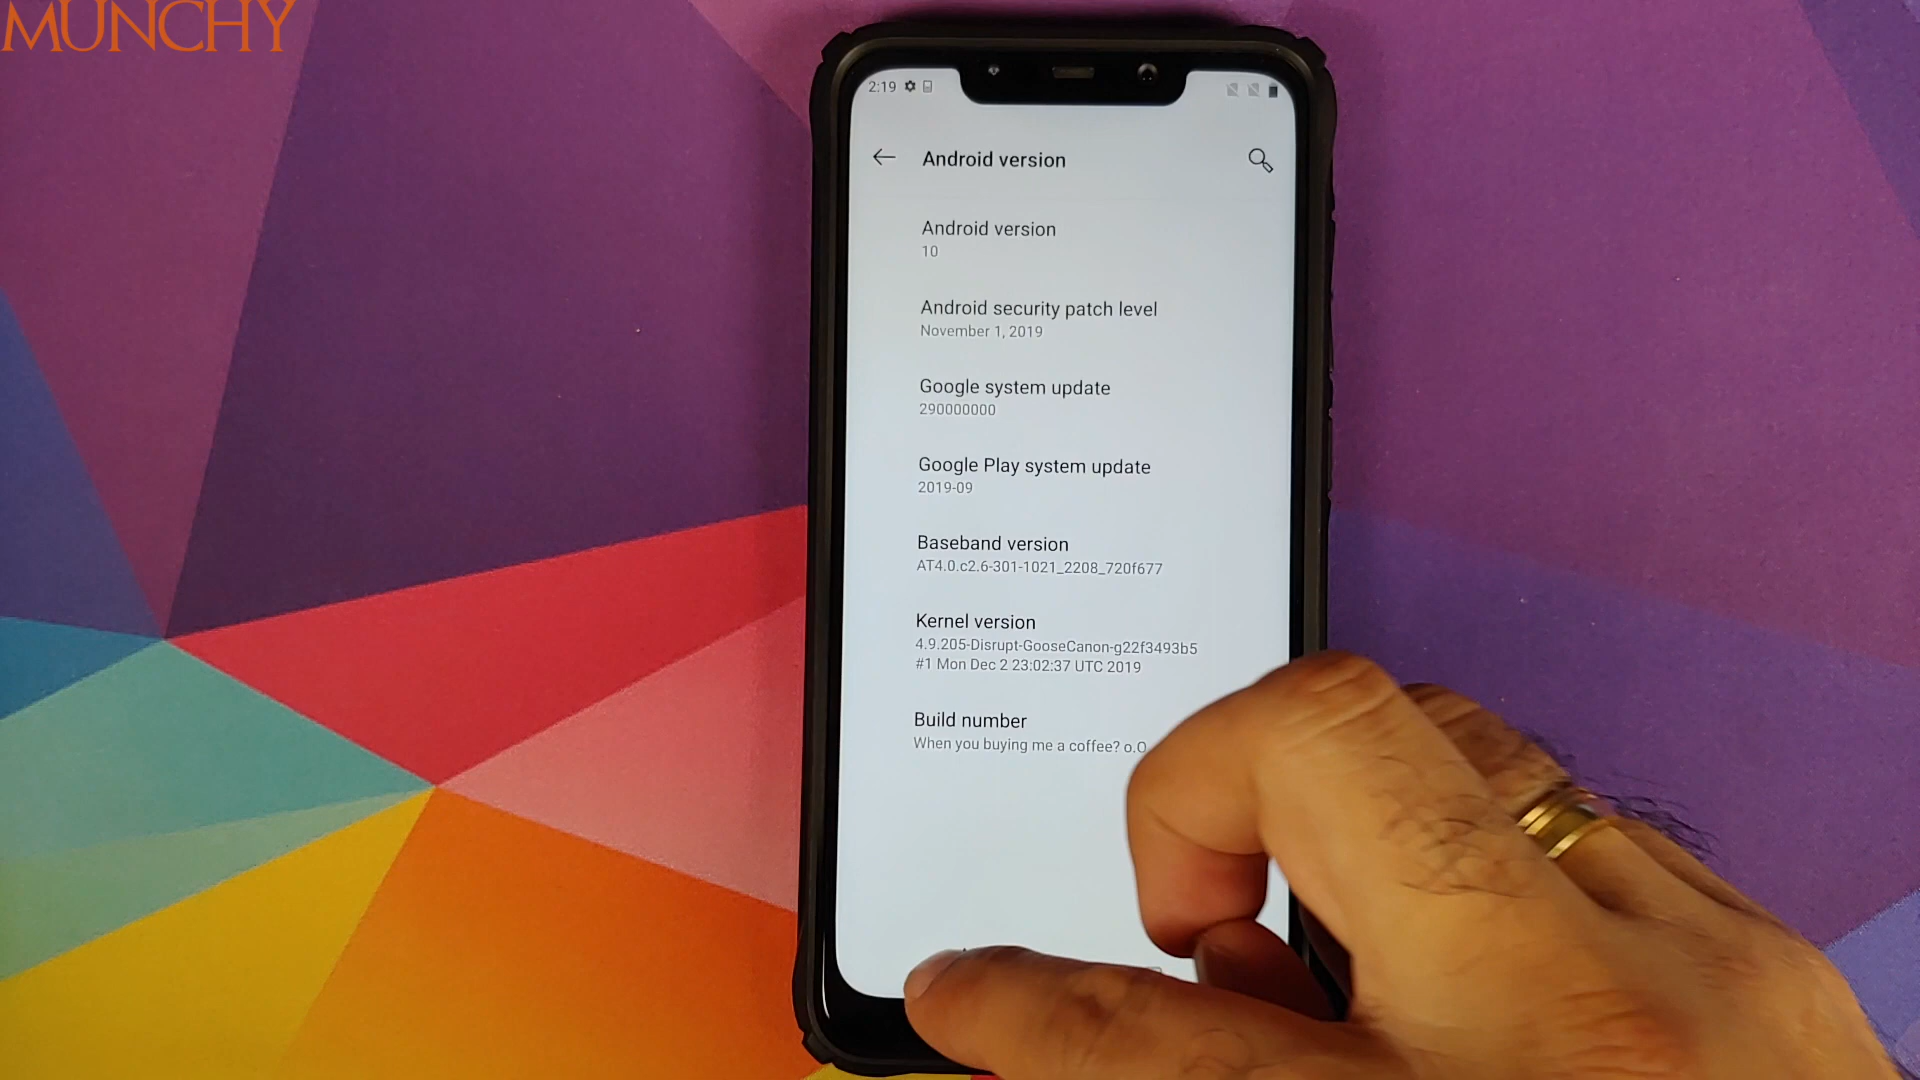 MUNCHY
2:19
Android version
Android version
10
Android security patch level
November 1, 2019
Google system update
290000000
Google Play system update
2019-09
Baseband version
AT4.0.c2.6-301-1021_2208_720f677
Kernel version
4.9.205-Disrupt-GooseCanon-g22f3493b5
#1 Mon Dec 2 23:02:37 UTC 2019
Build number
When you buying me a coffee? o.O